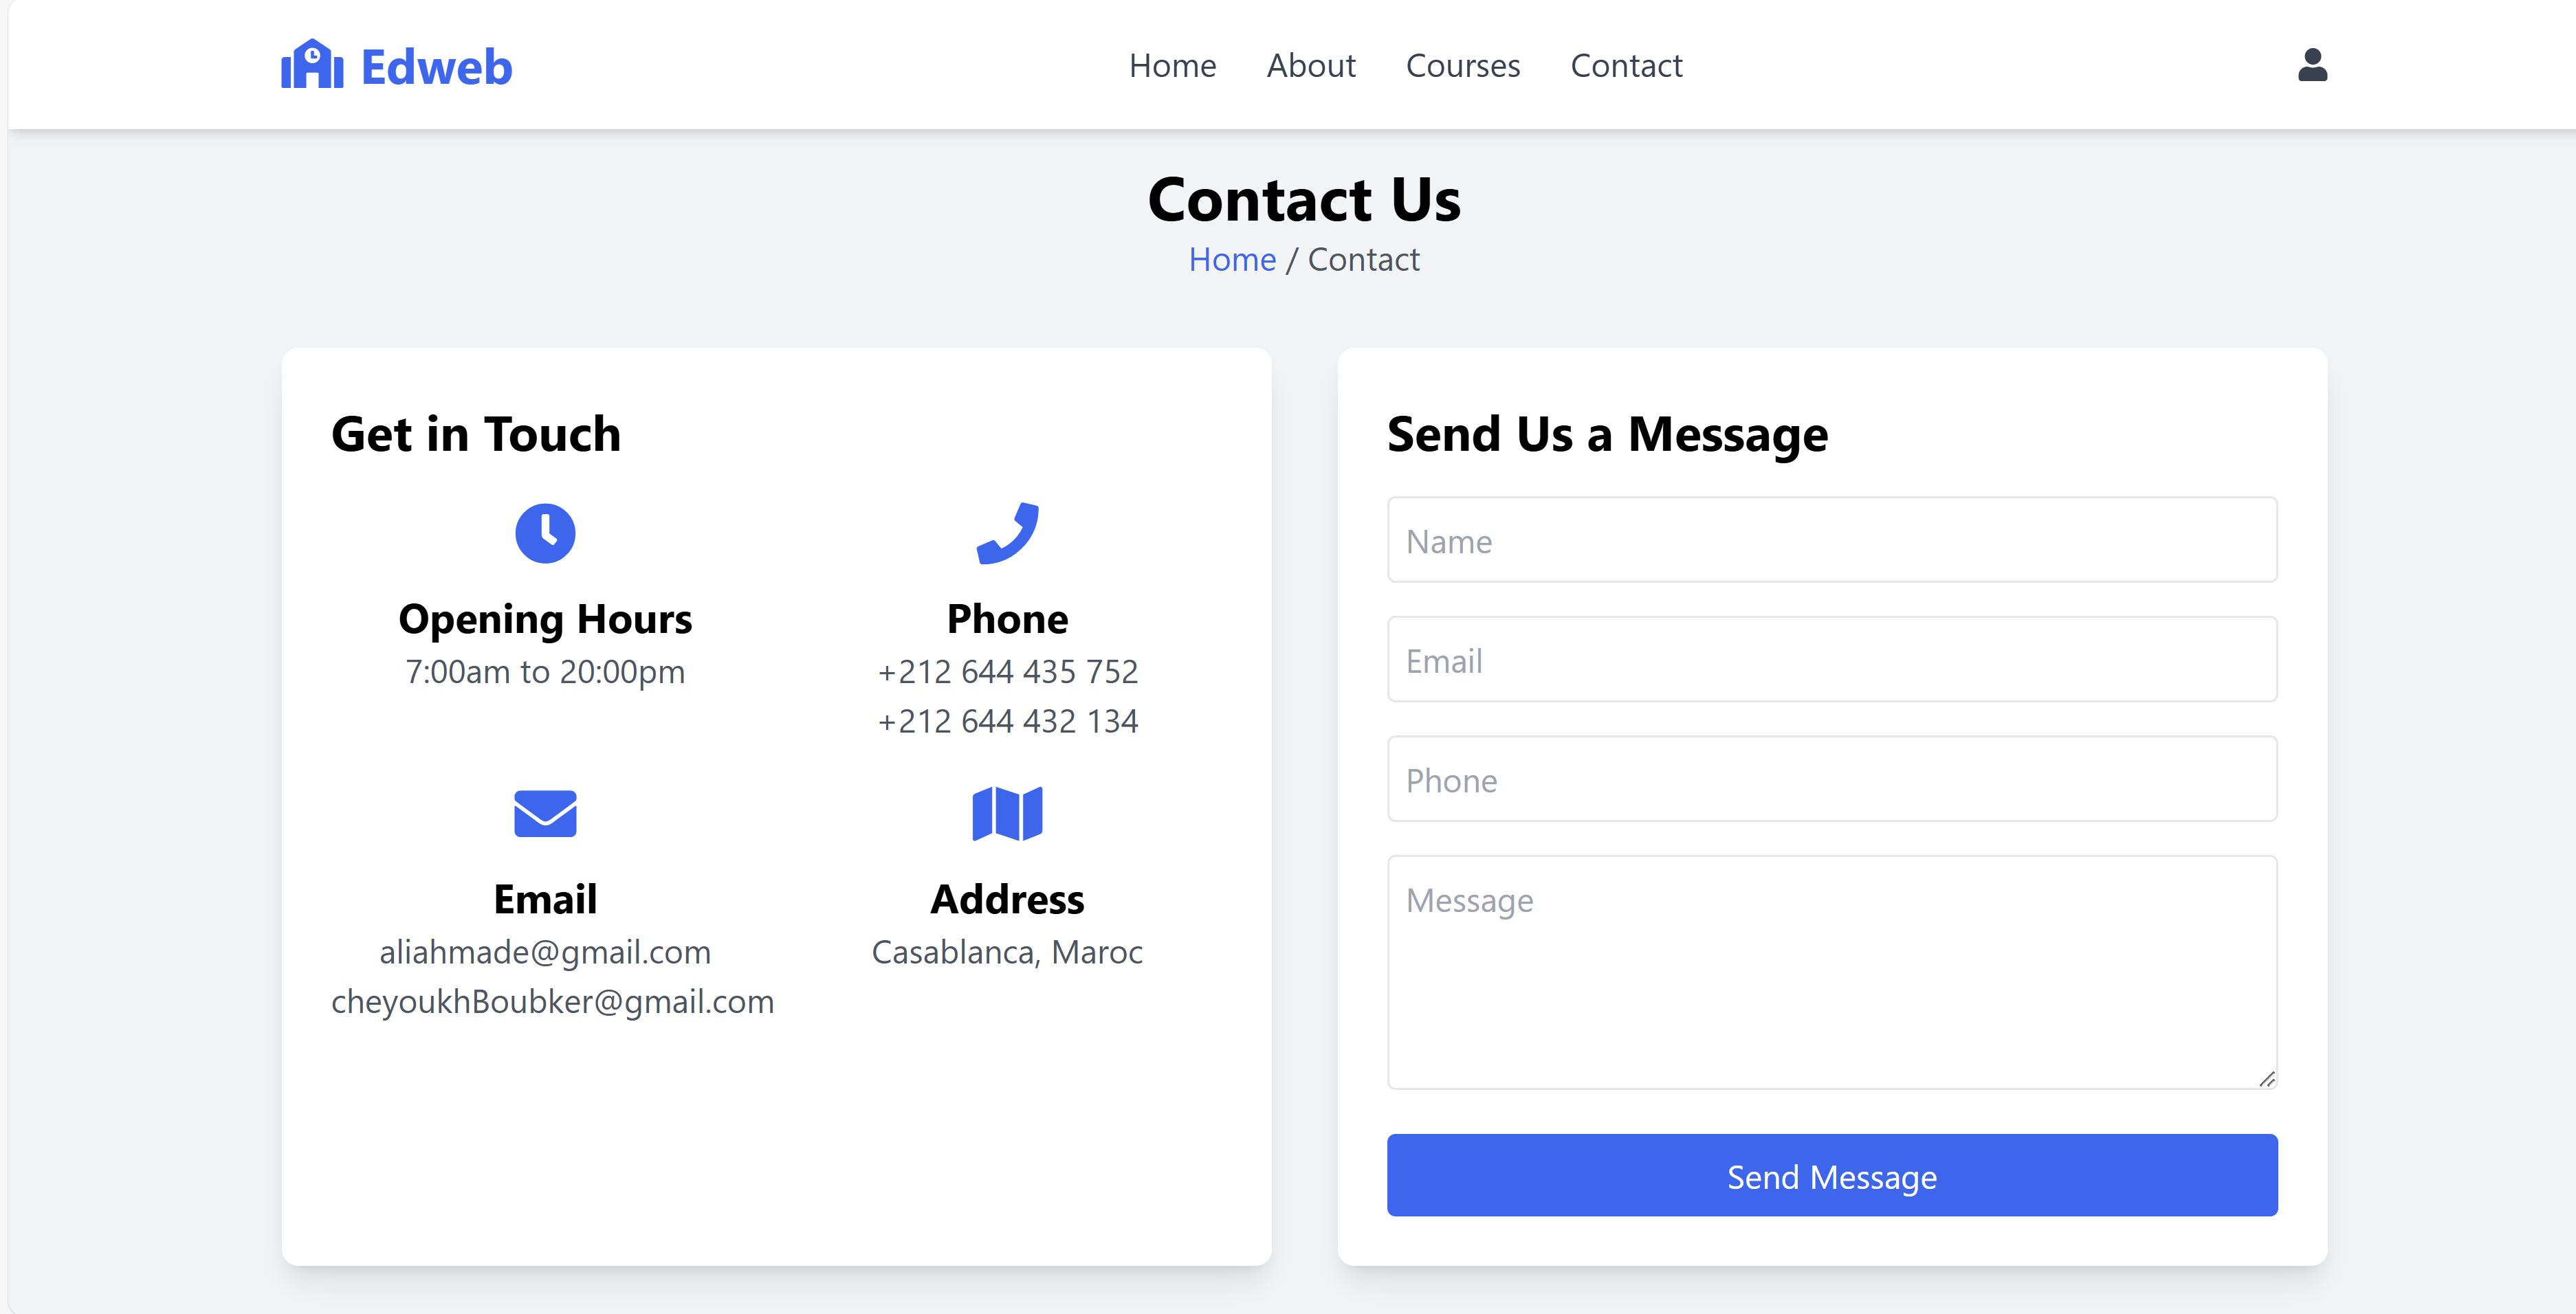 Edweb
Home About Courses Contact
Contact Us
Home / Contact
Get in Touch
Opening Hours
7:00am to 20:00pm
Phone
+212 644 435 752
+212 644 432 134
Email
aliahmade@gmail.com
cheyoukhBoubker@gmail.com
Address
Casablanca, Maroc
Send Us a Message
Name
Email
Phone
Message
Send Message